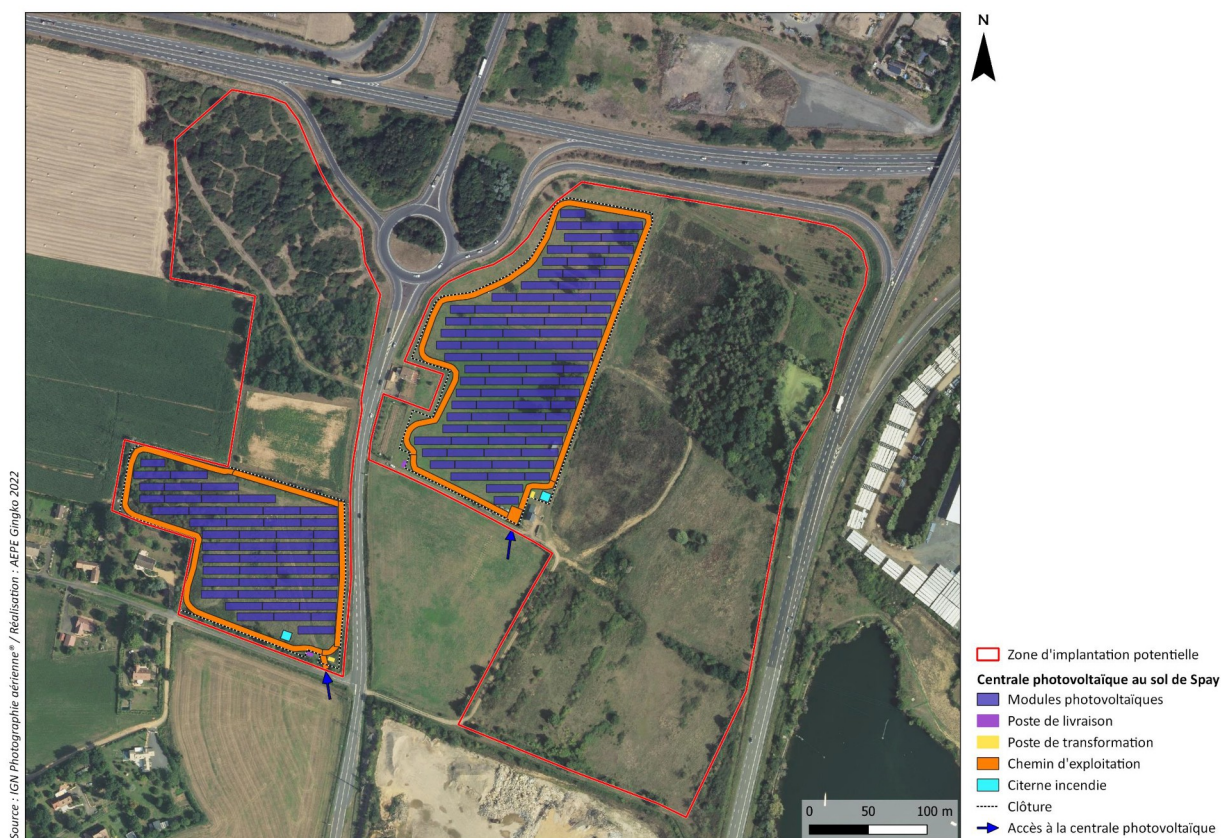 N
Source : IGN Photographie aérienne® / Réalisation : AEPE Gingko 2022
Zone d'implantation potentielle
Centrale photovoltaïque au sol de Spay
Modules photovoltaïques
Poste de livraison
Poste de transformation
Chemin d'exploitation
Citerne incendie
Clôture
Accès à la centrale photovoltaïque
0 50 100 m